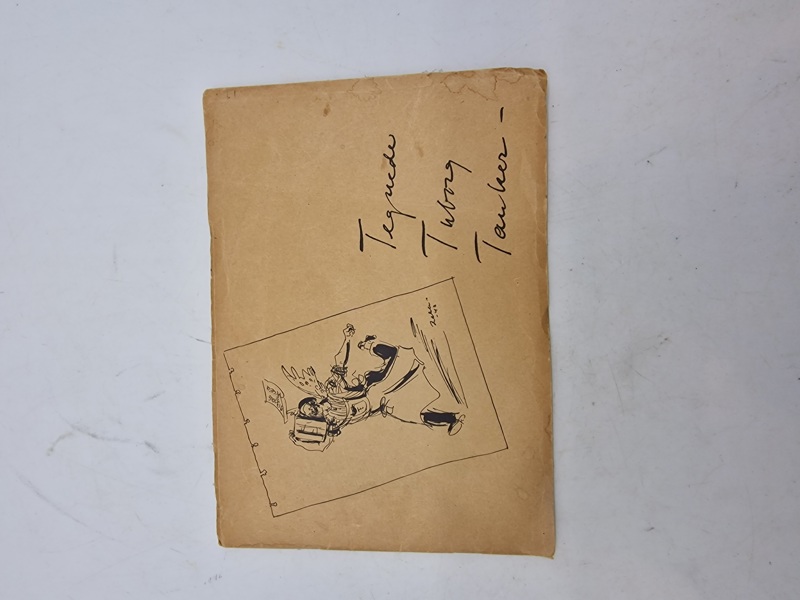 Tegnede
Tuborg
Tanker -